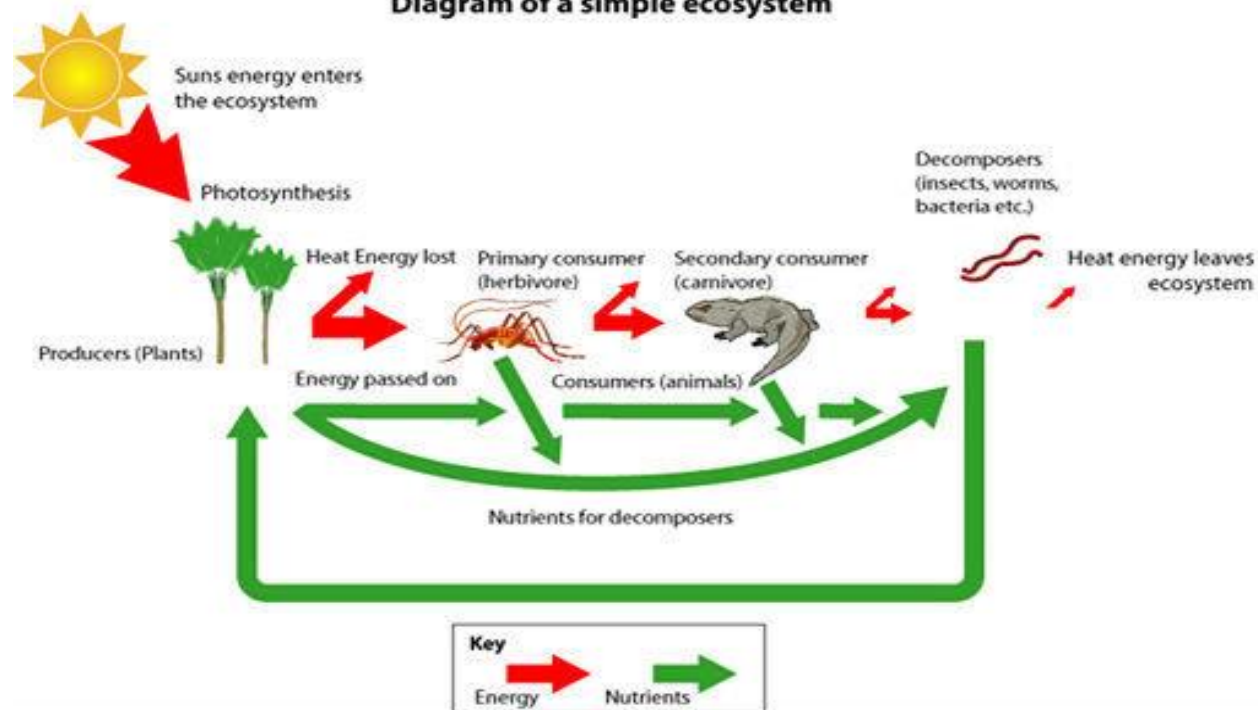 Diagram of a simple ecosystem
Suns energy enters
the ecosystem
Photosynthesis
Decomposers
(insects, worms,
bacteria etc.)
Heat Energy lost
Primary consumer
(herbivore)
Secondary consumer
(carnivore)
Heat energy leaves
ecosystem
Producers (Plants)
Energy passed on
Consumers (animals)
Nutrients for decomposers
Key
Energy
Nutrients